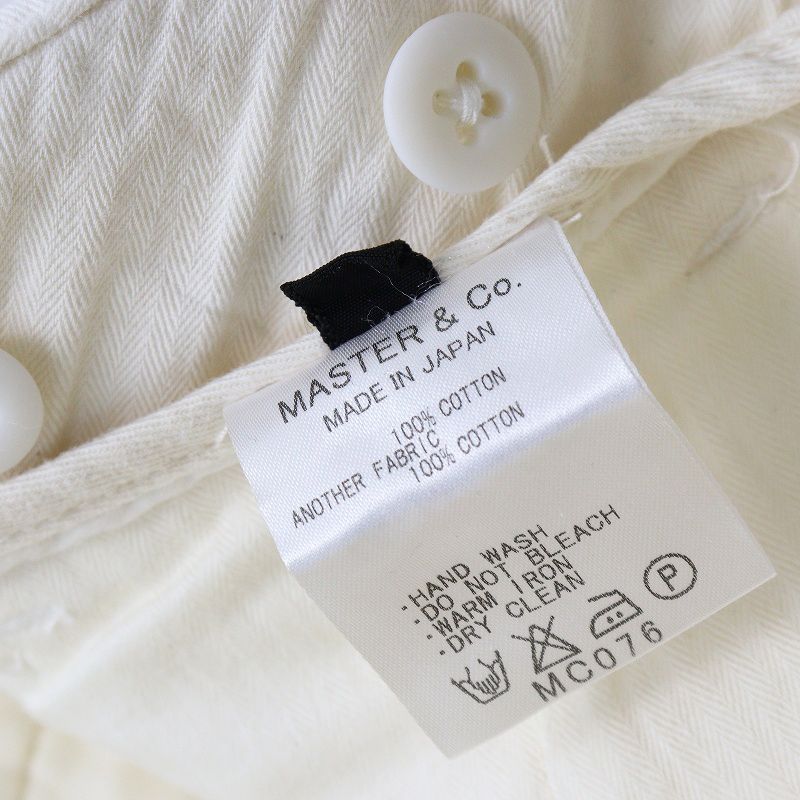 MASTER & Co.
MADE IN JAPAN
100% COTTON
ANOTHER FABRIC
100% COTTON
・HAND WASH
・DO NOT BLEACH
・WARM IRON
・DRY CLEAN
P
MC076